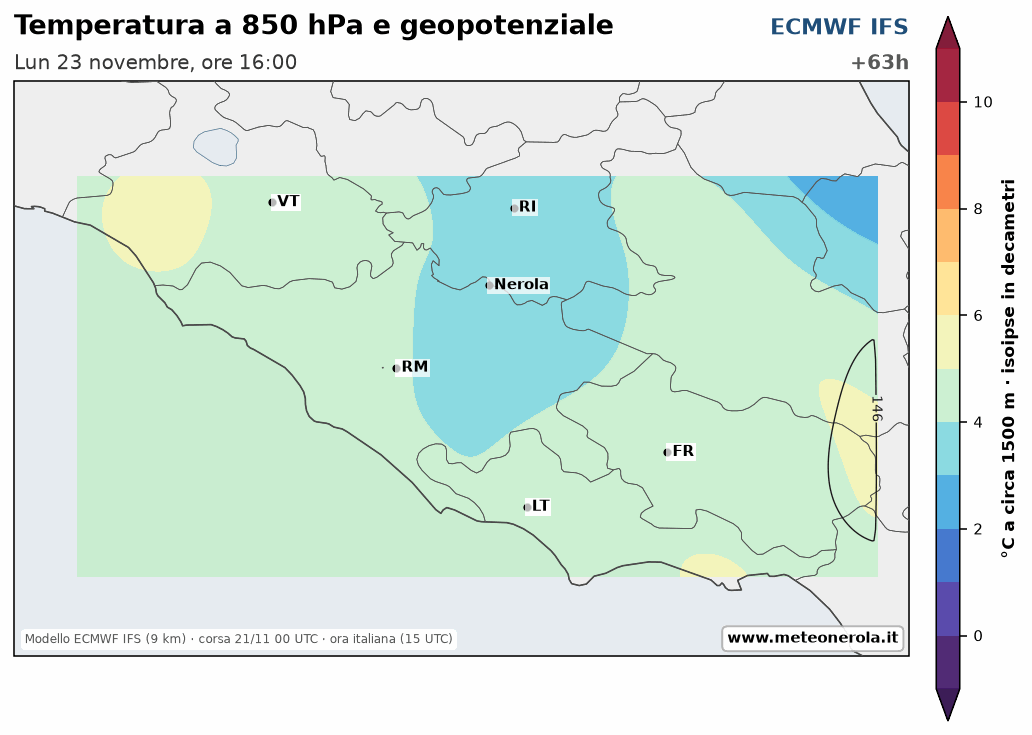 Temperatura a 850 hPa e geopotenziale
ECMWF IFS
Lun 23 novembre, ore 16:00
+63h
VT
RI
Nerola
RM
FR
LT
146
10
8
6
4
2
0
°C a circa 1500 m · isoipse in decametri
Modello ECMWF IFS (9 km) · corsa 21/11 00 UTC · ora italiana (15 UTC)
www.meteonerola.it